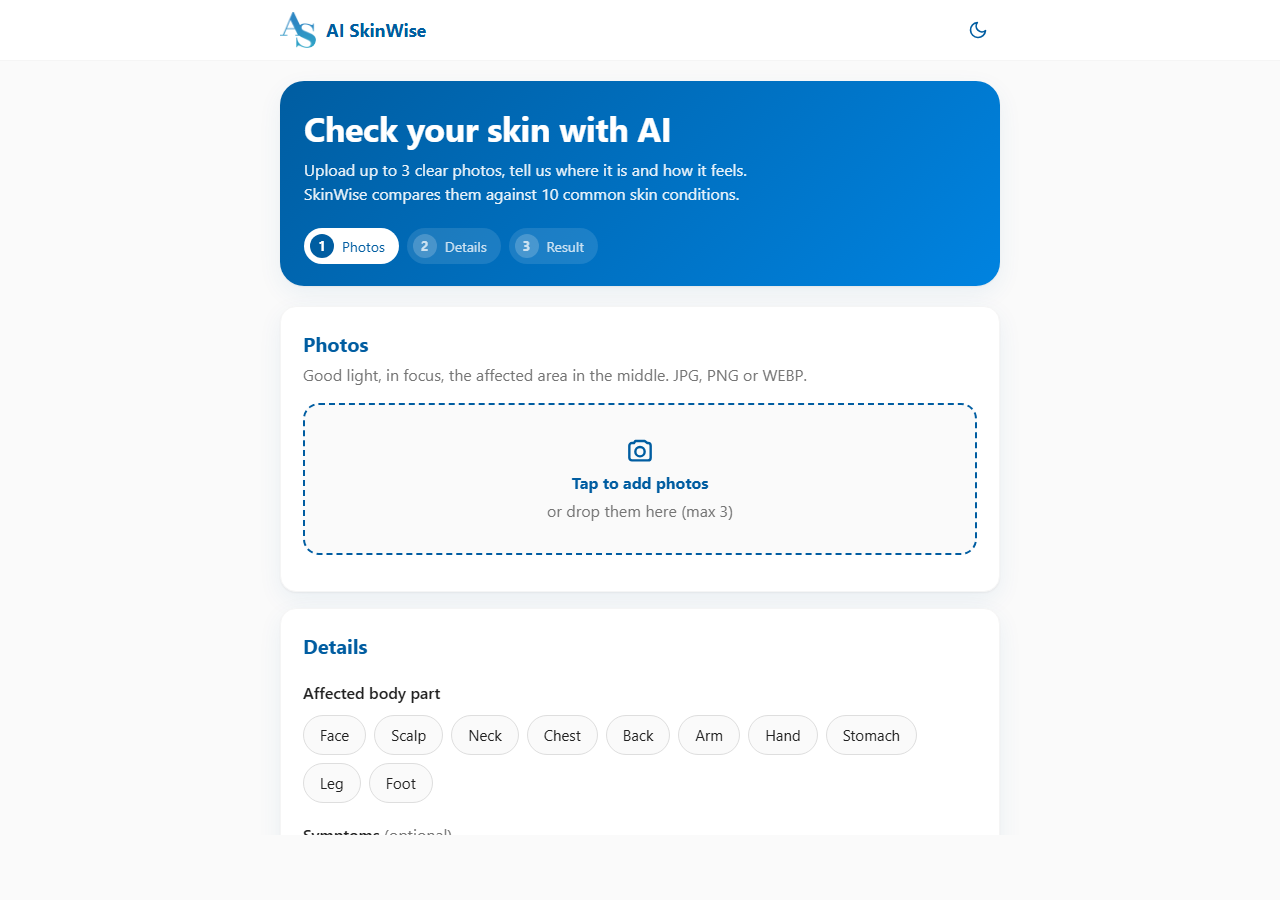 AS AI SkinWise
Check your skin with AI
Upload up to 3 clear photos, tell us where it is and how it feels.
SkinWise compares them against 10 common skin conditions.
1 Photos 2 Details 3 Result
Photos
Good light, in focus, the affected area in the middle. JPG, PNG or WEBP.
Tap to add photos
or drop them here (max 3)
Details
Affected body part
Face Scalp Neck Chest Back Arm Hand Stomach
Leg Foot
Symptoms (optional)